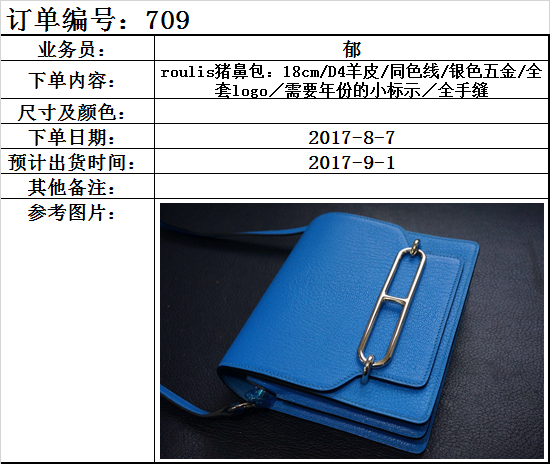 订单编号：709
业务员： 郁
下单内容： roulis猪鼻包：18cm/D4羊皮/同色线/银色五金/全
套logo／需要年份的小标示／全手缝
尺寸及颜色：
下单日期： 2017-8-7
预计出货时间： 2017-9-1
其他备注：
参考图片：